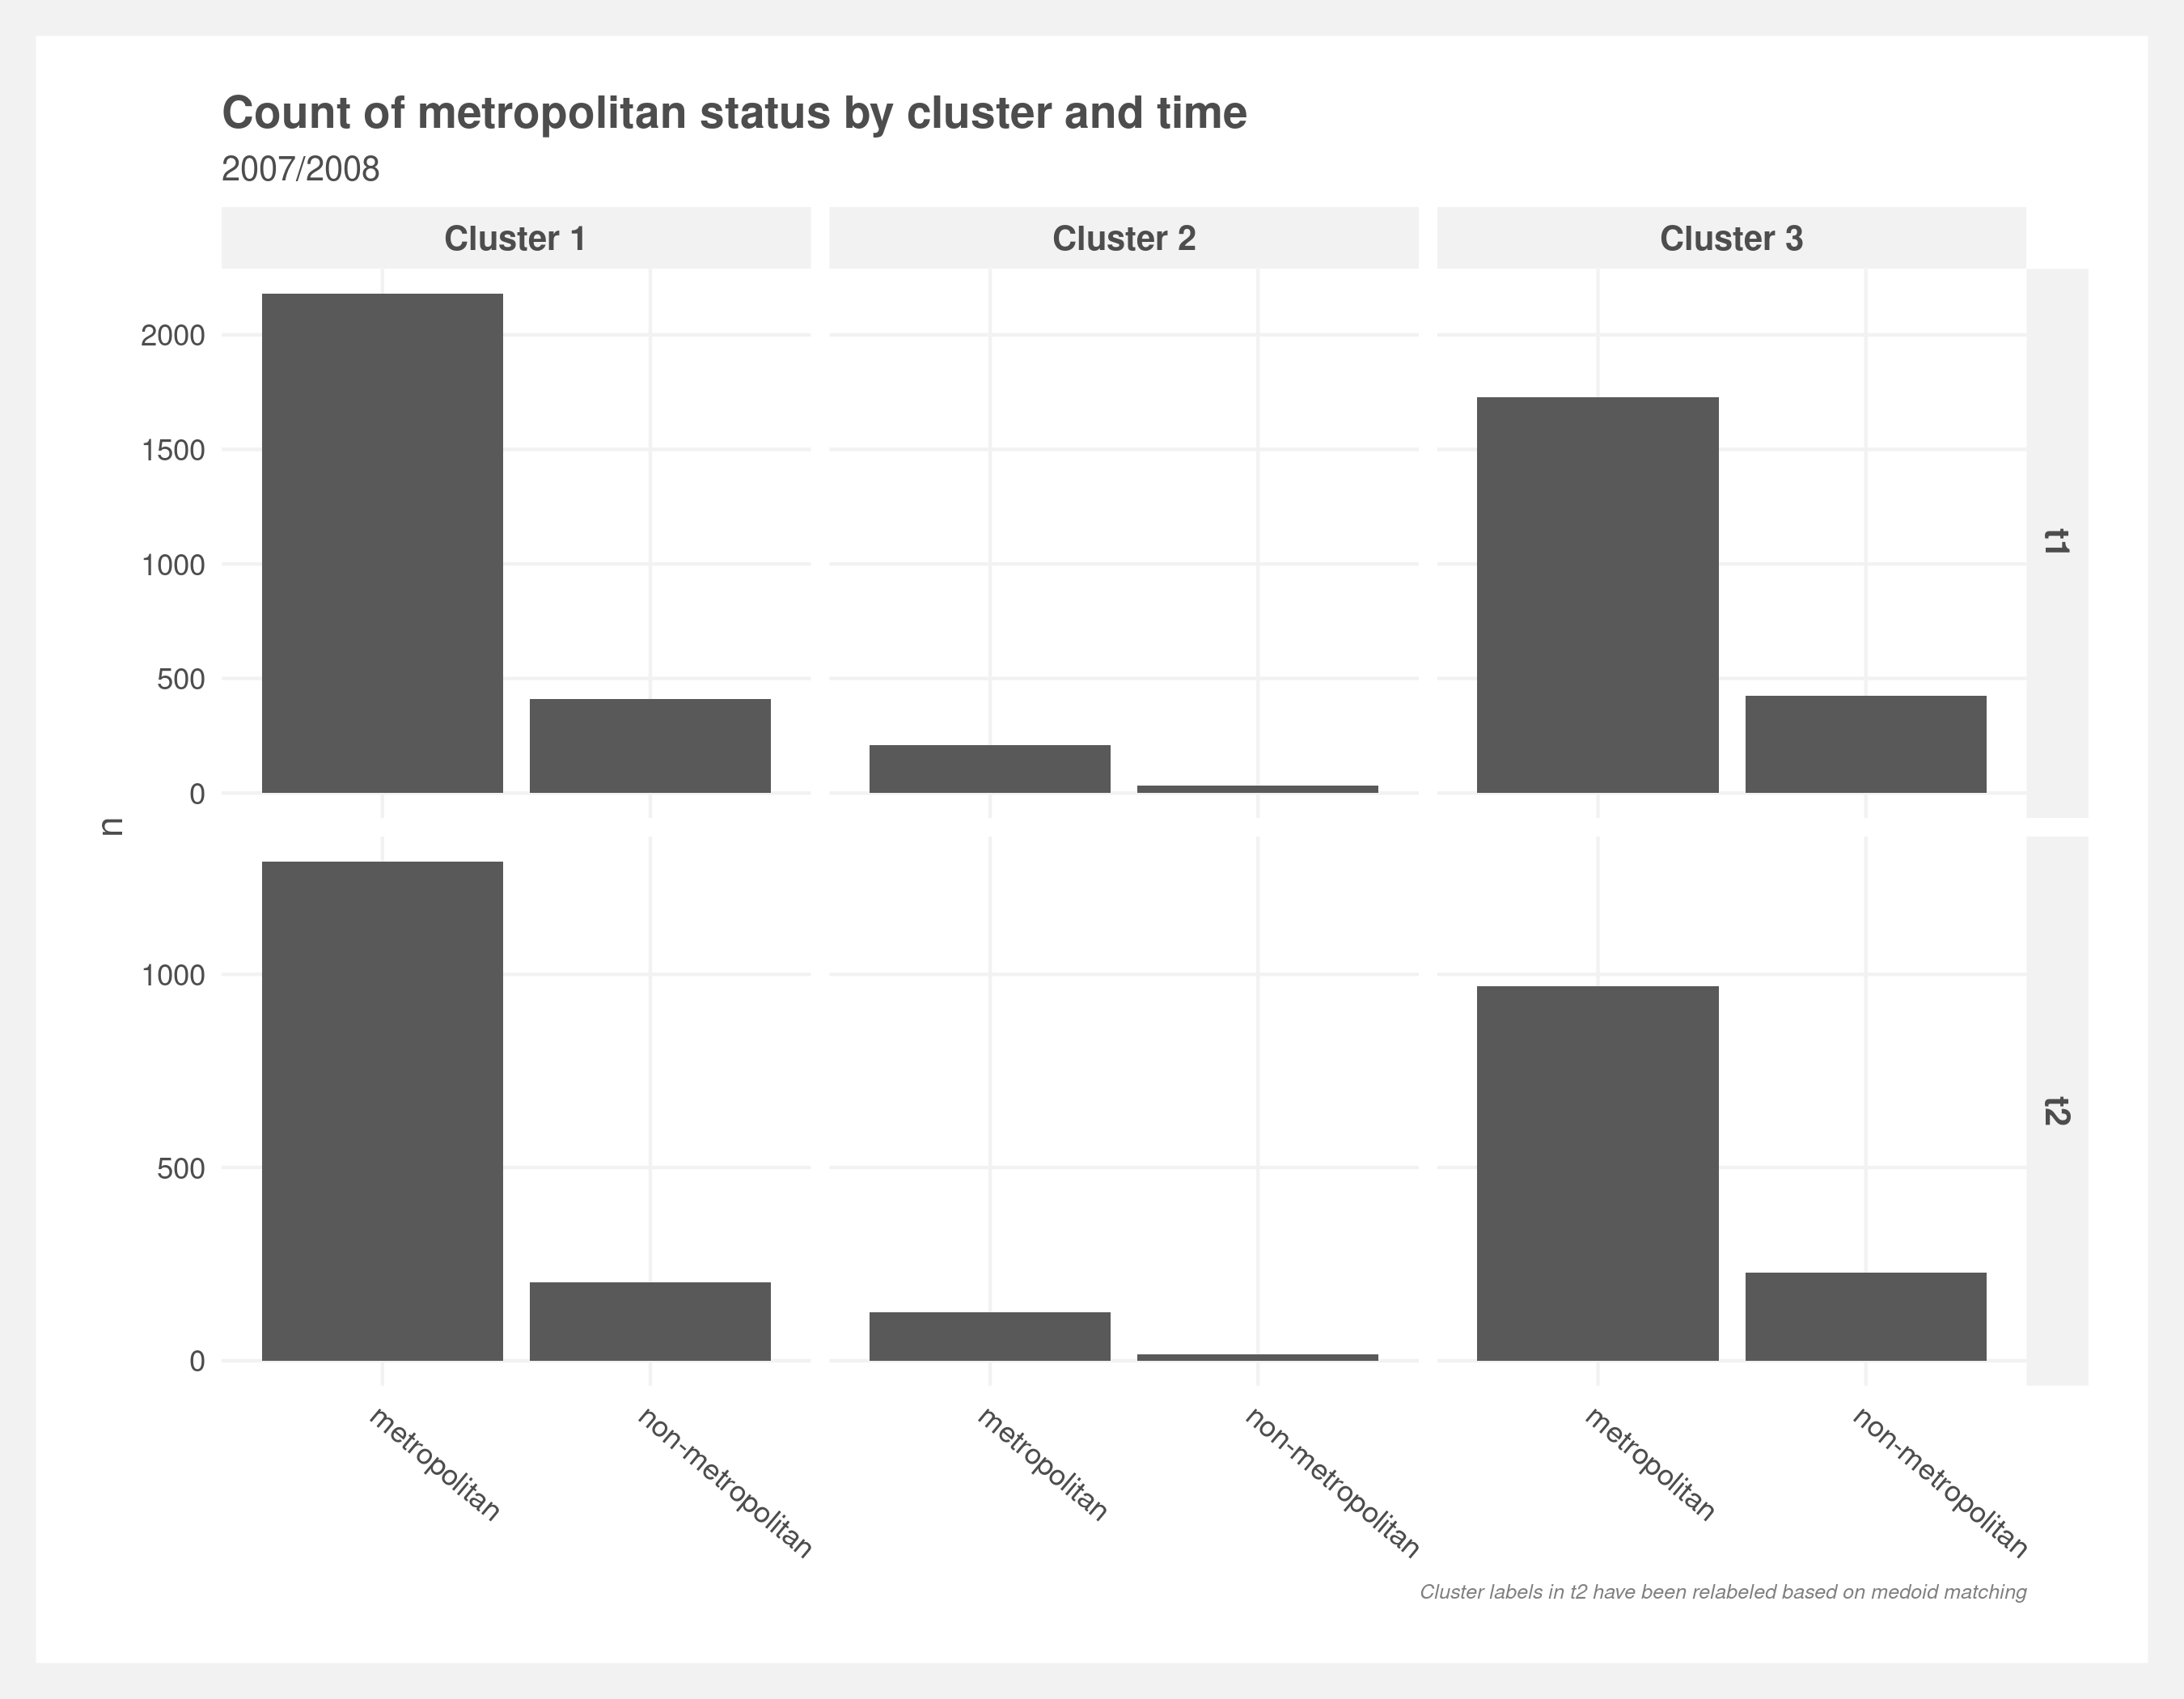 Count of metropolitan status by cluster and time
2007/2008
Cluster 1
Cluster 2
Cluster 3
2000
1500
1000
500
0
t1
n
1000
500
0
t2
metropolitan
non-metropolitan
metropolitan
non-metropolitan
metropolitan
non-metropolitan
Cluster labels in t2 have been relabeled based on medoid matching